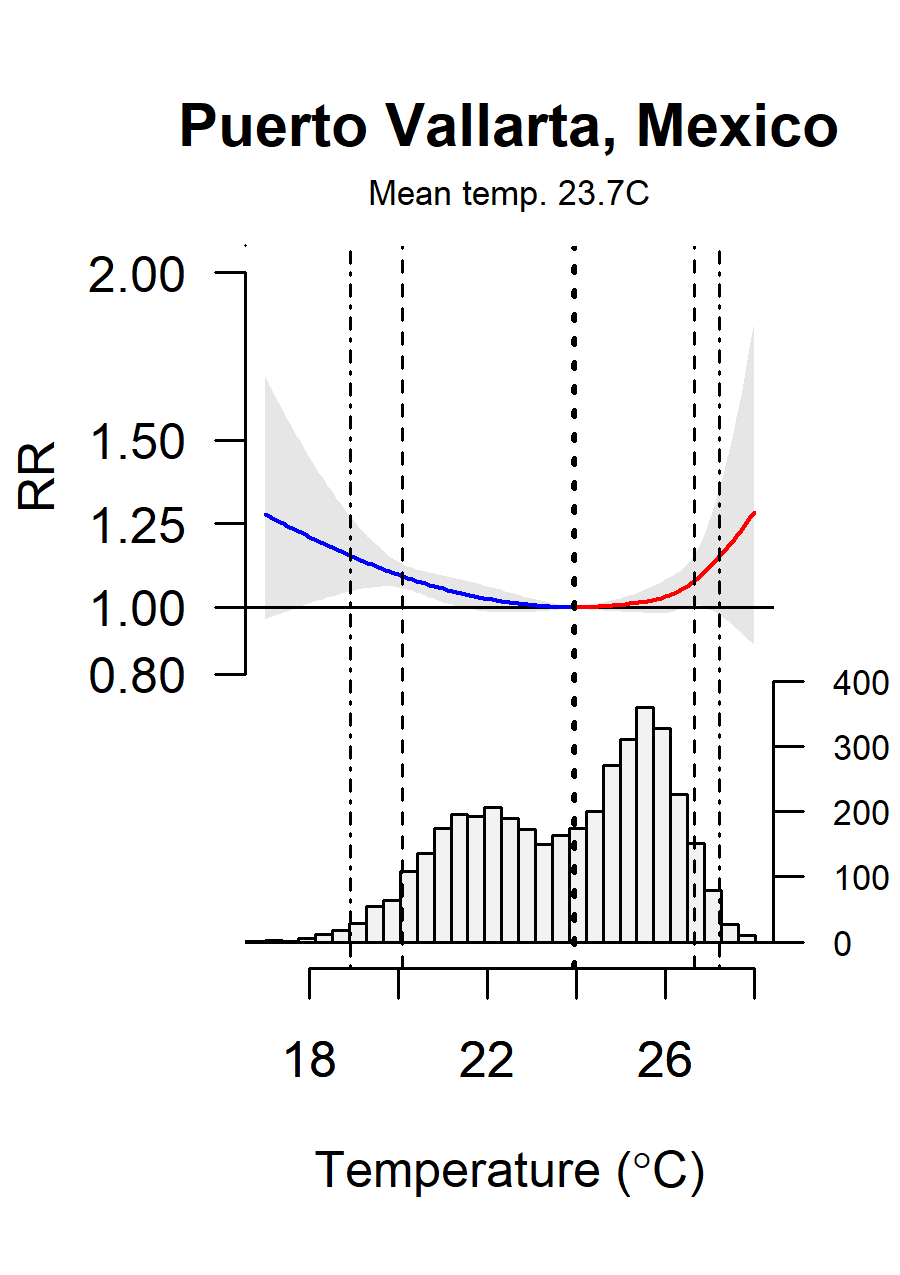 Puerto Vallarta, Mexico
Mean temp. 23.7C
2.00
1.50
1.25
1.00
0.80
RR
400
300
200
100
0
18 22 26
Temperature (°C)